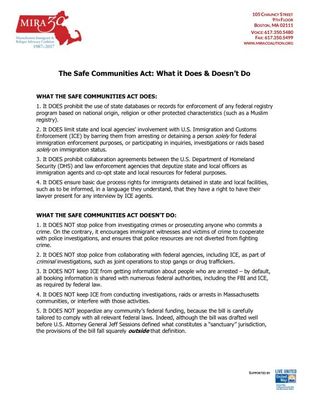 MIRA 30
Massachusetts Immigrant &
Refugee Advocacy Coalition
1987-2017
105 CHAUNCY STREET
9TH FLOOR
BOSTON, MA 02111
VOICE 617.350.5480
FAX: 617.350.5499
WWW.MIRACOALITION.ORG
The Safe Communities Act: What it Does & Doesn't Do
WHAT THE SAFE COMMUNITIES ACT DOES:
1. It DOES prohibit the use of state databases or records for enforcement of any federal registry
program based on national origin, religion or other protected characteristics (such as a Muslim
registry).
2. It DOES limit state and local agencies' involvement with U.S. Immigration and Customs
Enforcement (ICE) by barring them from arresting or detaining a person solely for federal
immigration enforcement purposes, or participating in inquiries, investigations or raids based
solely on immigration status.
3. It DOES prohibit collaboration agreements between the U.S. Department of Homeland
Security (DHS) and law enforcement agencies that deputize state and local officers as
immigration agents and co-opt state and local resources for federal purposes.
4. It DOES ensure basic due process rights for immigrants detained in state and local facilities,
such as to be informed, in a language they understand, that they have a right to have their
lawyer present for any interview by ICE agents.
WHAT THE SAFE COMMUNITIES ACT DOESN'T DO:
1. It DOES NOT stop police from investigating crimes or prosecuting anyone who commits a
crime. On the contrary, it encourages immigrant witnesses and victims of crime to cooperate
with police investigations, and ensures that police resources are not diverted from fighting
crime.
2. It DOES NOT stop police from collaborating with federal agencies, including ICE, as part of
criminal investigations, such as joint operations to stop gangs or drug traffickers.
3. It DOES NOT keep ICE from getting information about people who are arrested – by default,
all booking information is shared with numerous federal authorities, including the FBI and ICE,
as required by federal law.
4. It DOES NOT keep ICE from conducting investigations, raids or arrests in Massachusetts
communities, or interfere with those activities.
5. It DOES NOT jeopardize any community's federal funding, because the bill is carefully
tailored to comply with all relevant federal laws. Indeed, although the bill was drafted well
before U.S. Attorney General Jeff Sessions defined what constitutes a "sanctuary" jurisdiction,
the provisions of the bill fall squarely outside that definition.
SUPPORTED BY
LIVE UNITED
United
Way